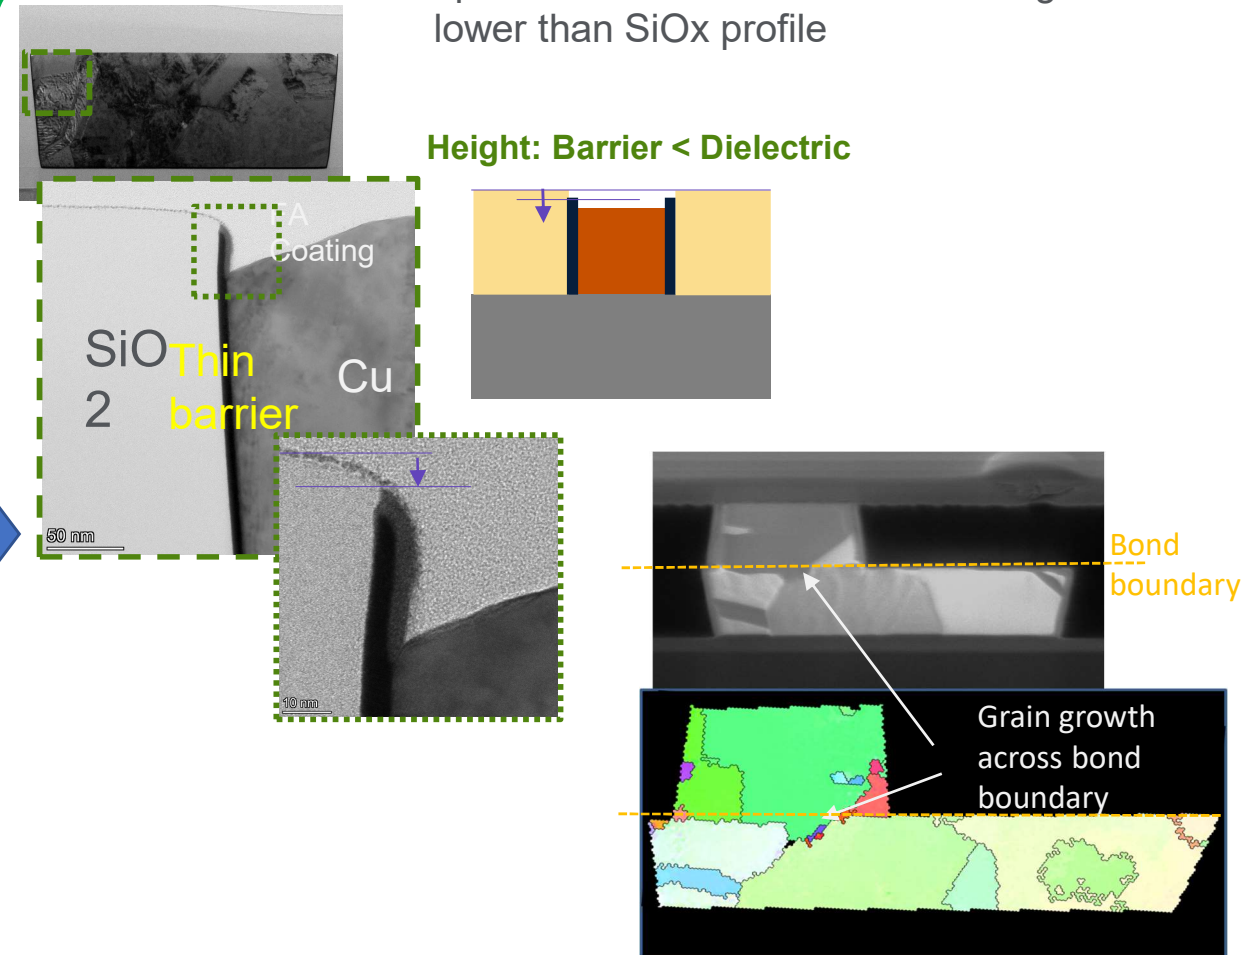 lower than SiOx profile
Height: Barrier < Dielectric
FA
Coating
SiO
2
Thin
barrier
Cu
50 nm
10 nm
Bond
boundary
Grain growth
across bond
boundary